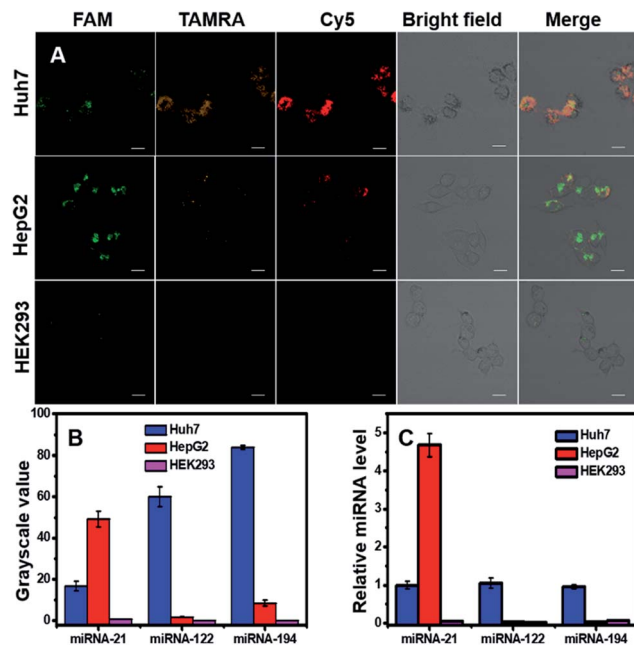 FAM TAMRA Cy5 Bright field Merge
A
Huh7
HepG2
HEK293
B
Huh7
HepG2
HEK293
Grayscale value
100
80
60
40
20
0
miRNA-21 miRNA-122 miRNA-194
C
Huh7
HepG2
HEK293
Relative miRNA level
5
4
3
2
1
0
miRNA-21 miRNA-122 miRNA-194